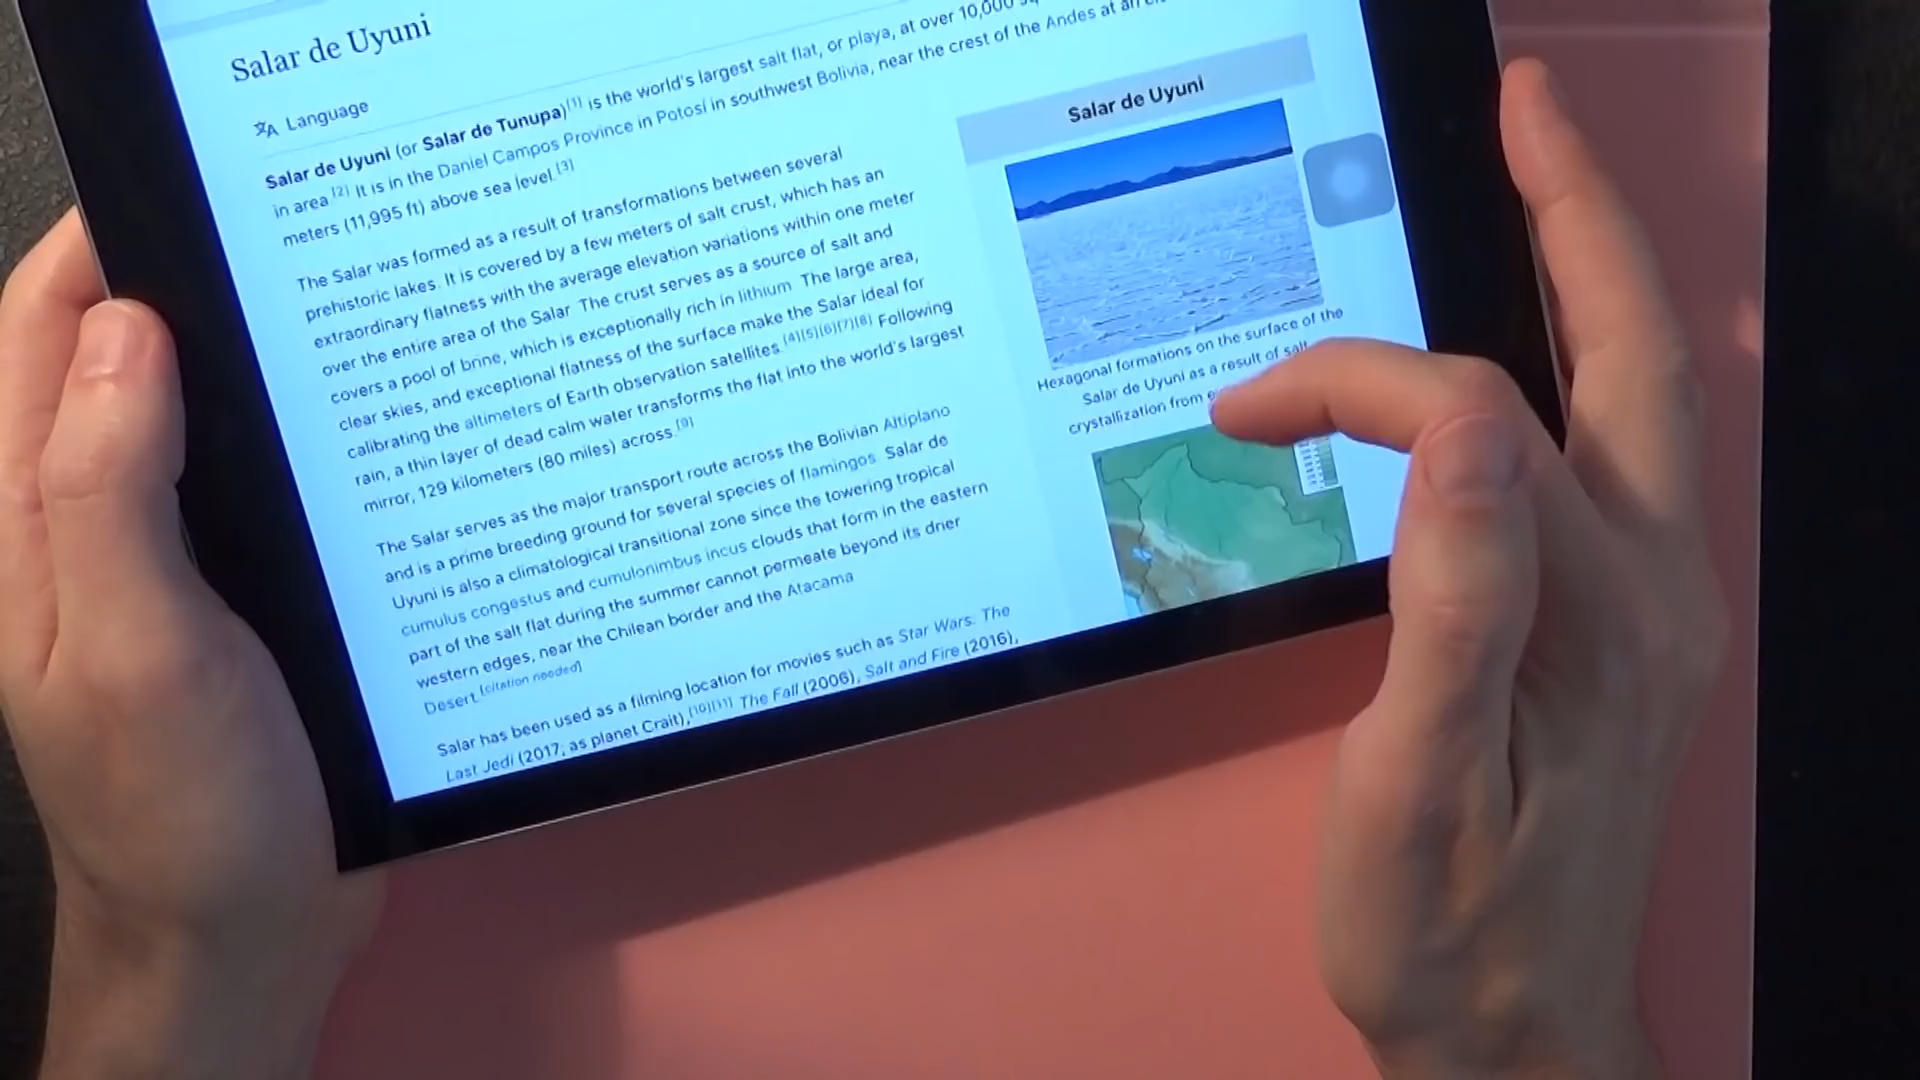 Salar de Uyuni
Language
Salar de Uyuni (or Salar de Tunupa)[1] is the world's largest salt flat, or playa, at over 10,000
in area.[2] It is in the Daniel Campos Province in Potosí in southwest Bolivia, near the crest of the Andes at an
meters (11,995 ft) above sea level.[3]
The Salar was formed as a result of transformations between several
prehistoric lakes. It is covered by a few meters of salt crust, which has an
extraordinary flatness with the average elevation variations within one meter
over the entire area of the Salar. The crust serves as a source of salt and
covers a pool of brine, which is exceptionally rich in lithium. The large area,
clear skies, and exceptional flatness of the surface make the Salar ideal for
calibrating the altimeters of Earth observation satellites.[4][5][6][7][8] Following
rain, a thin layer of dead calm water transforms the flat into the world's largest
mirror, 129 kilometers (80 miles) across.[9]
The Salar serves as the major transport route across the Bolivian Altiplano
and is a prime breeding ground for several species of flamingos. Salar de
Uyuni is also a climatological transitional zone since the towering tropical
cumulus congestus and cumulonimbus incus clouds that form in the eastern
part of the salt flat during the summer cannot permeate beyond its drier
western edges, near the Chilean border and the Atacama
Desert.[citation needed]
Salar has been used as a filming location for movies such as Star Wars: The
Last Jedi (2017; as planet Crait),[10][11] The Fall (2006), Salt and Fire (2016),
Salar de Uyuni
Hexagonal formations on the surface of the
Salar de Uyuni as a result of salt
crystallization from